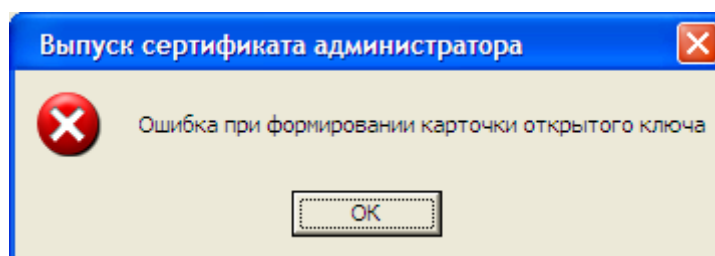 Выпуск сертификата администратора
Ошибка при формировании карточки открытого ключа
OK